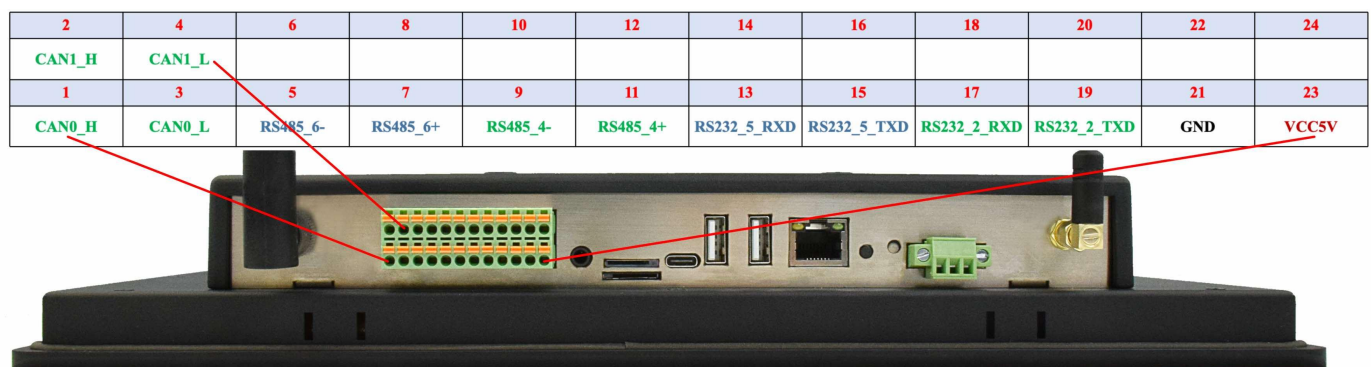 2 4 6 8 10 12 14 16 18 20 22 24
CAN1_H CAN1_L
1 3 5 7 9 11 13 15 17 19 21 23
CAN0_H CAN0_L RS485_6- RS485_6+ RS485_4- RS485_4+ RS232_5_RXD RS232_5_TXD RS232_2_RXD RS232_2_TXD GND VCC5V